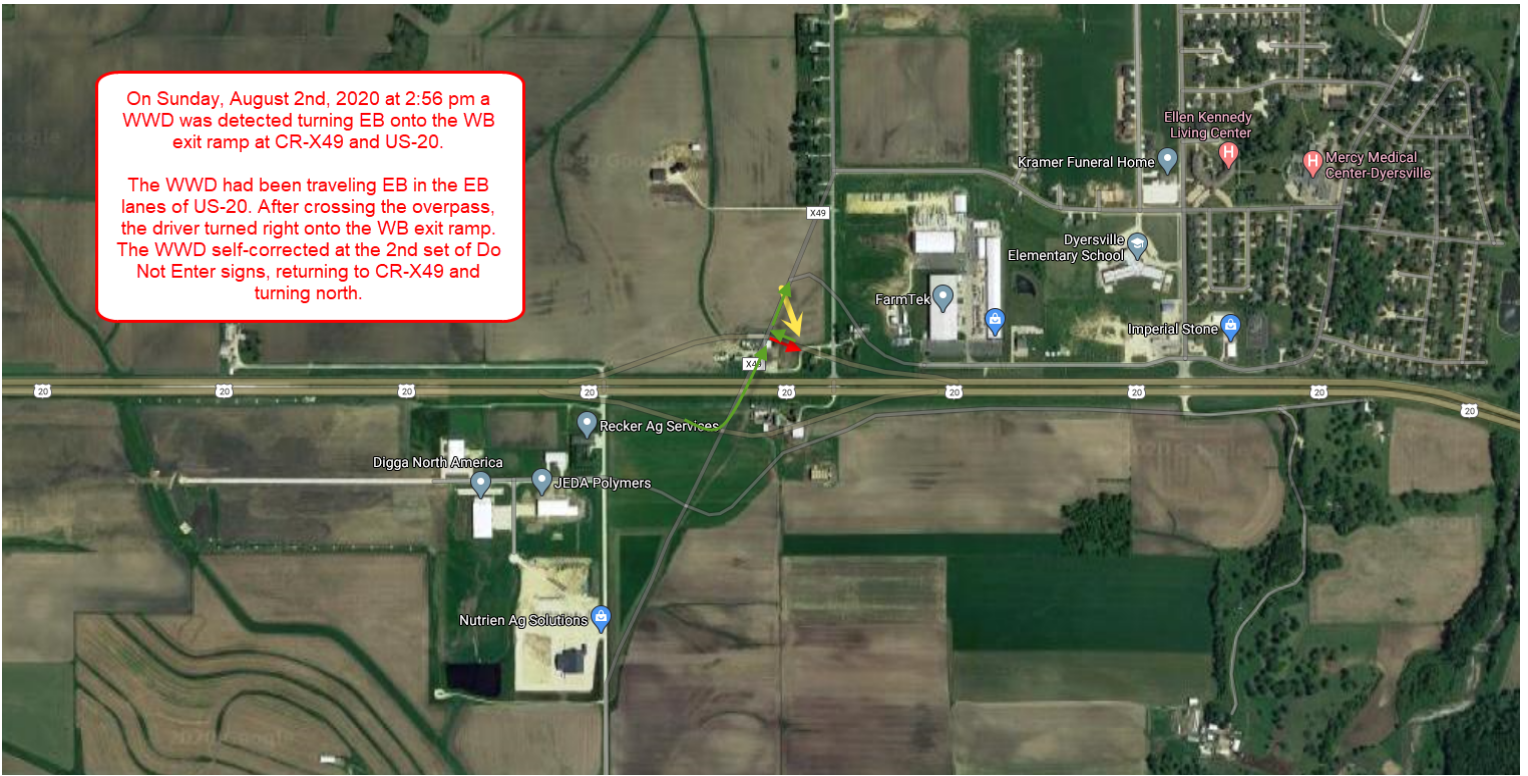 On Sunday, August 2nd, 2020 at 2:56 pm a
WWD was detected turning EB onto the WB
exit ramp at CR-X49 and US-20.
The WWD had been traveling EB in the EB
lanes of US-20. After crossing the overpass,
the driver turned right onto the WB exit ramp.
The WWD self-corrected at the 2nd set of Do
Not Enter signs, returning to CR-X49 and
turning north.
Ellen Kennedy
Living Center
Kramer Funeral Home
Mercy Medical
Center-Dyersville
X49
Dyersville
Elementary School
FarmTek
Imperial Stone
20
20
20
20
20
20
20
20
20
Recker Ag Services
Digga North America
JEDA Polymers
Nutrien Ag Solutions